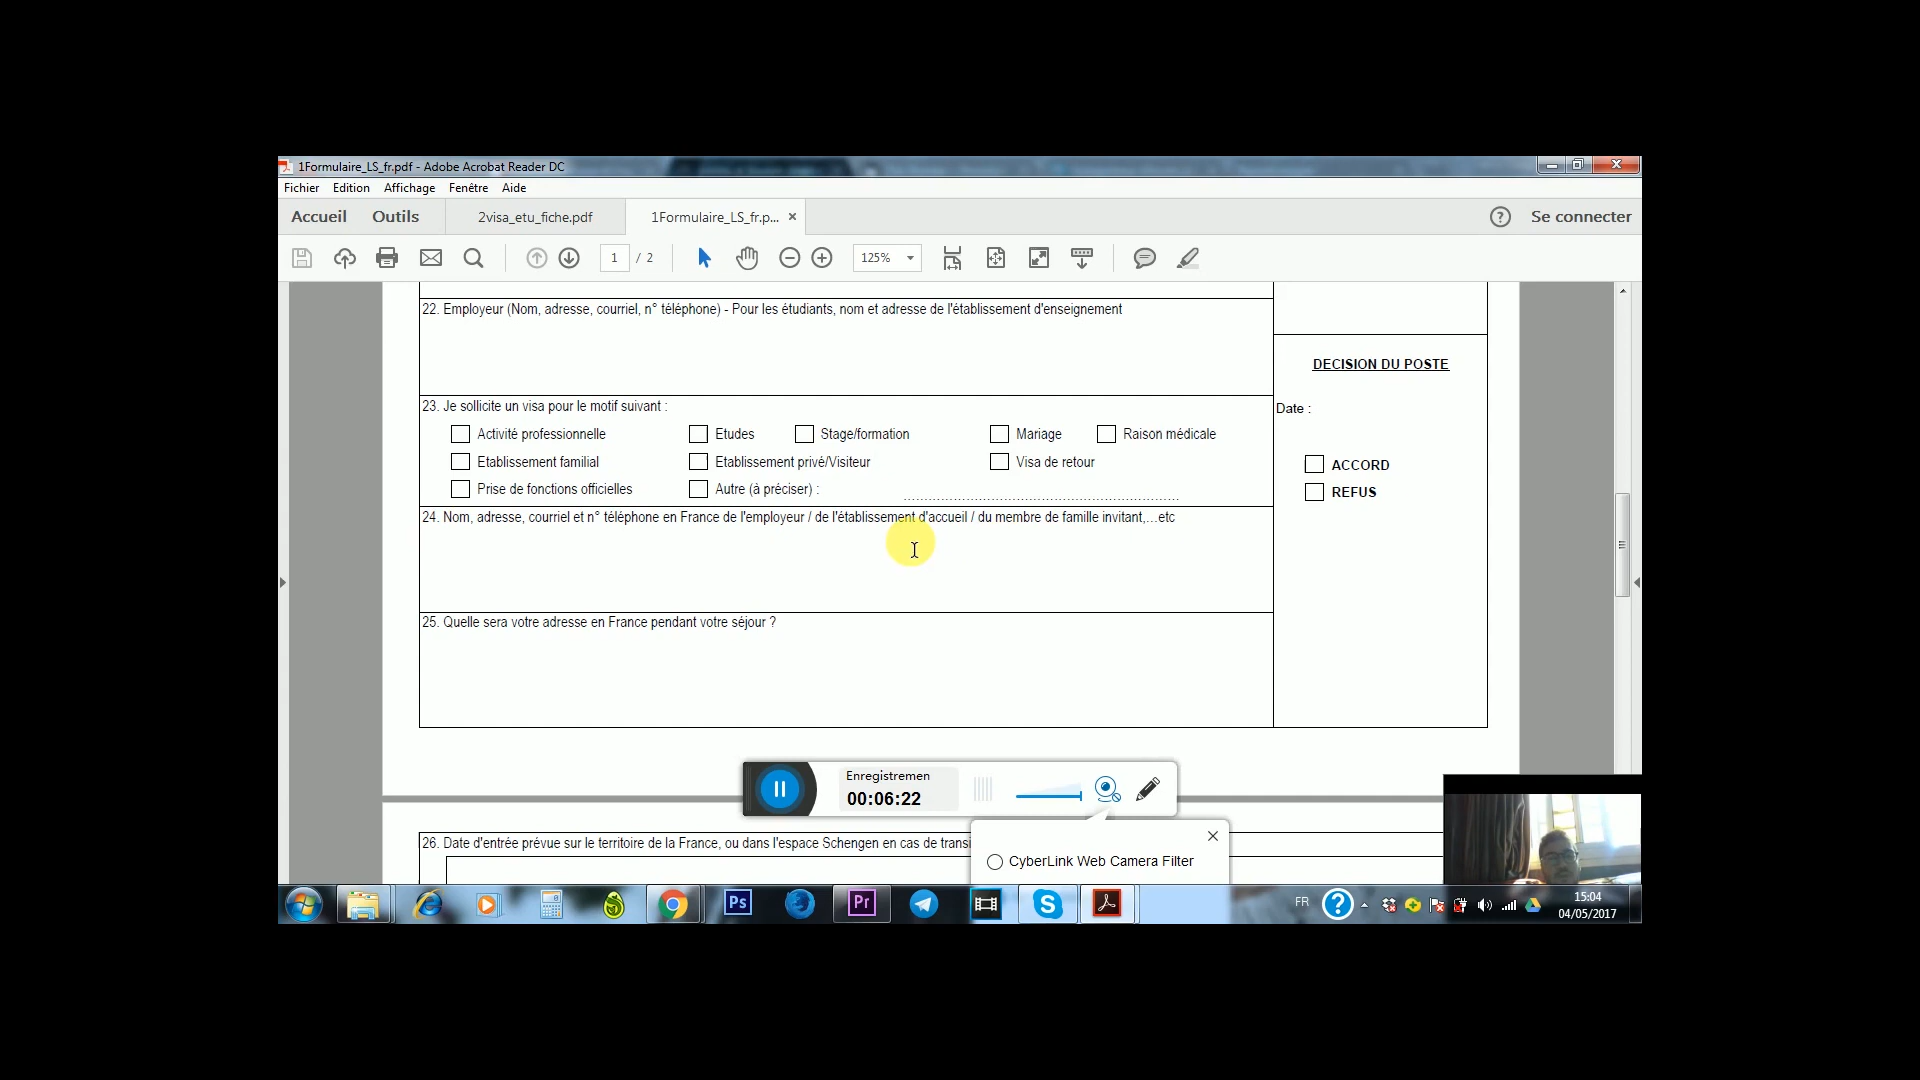 1Formulaire_LS_fr.pdf - Adobe Acrobat Reader DC
Fichier Edition Affichage Fenêtre Aide
Accueil Outils 2visa_etu_fiche.pdf 1Formulaire_LS_fr.p... Se connecter
1 / 2 125%
22. Employeur (Nom, adresse, courriel, n° téléphone) - Pour les étudiants, nom et adresse de l'établissement d'enseignement
DECISION DU POSTE
23. Je sollicite un visa pour le motif suivant :
Date :
Activité professionnelle Etudes Stage/formation Mariage Raison médicale
Etablissement familial Etablissement privé/Visiteur Visa de retour
ACCORD
Prise de fonctions officielles Autre (à préciser) :
REFUS
24. Nom, adresse, courriel et n° téléphone en France de l'employeur / de l'établissement d'accueil / du membre de famille invitant,...etc
25. Quelle sera votre adresse en France pendant votre séjour ?
Enregistremen
00:06:22
26. Date d'entrée prévue sur le territoire de la France, ou dans l'espace Schengen en cas de transi
CyberLink Web Camera Filter
Ps Pr FR
15:04
04/05/2017